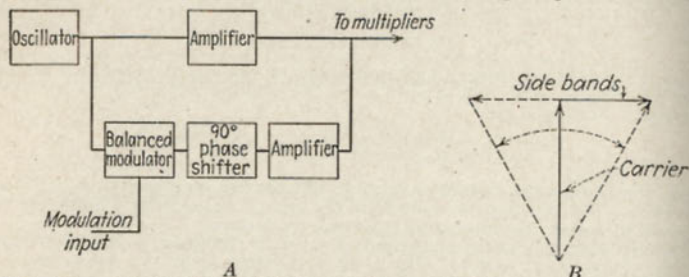 Oscillator
Amplifier
To multipliers
Balanced
modulator
90°
phase
shifter
Amplifier
Modulation
input
A
Side bands
Carrier
B